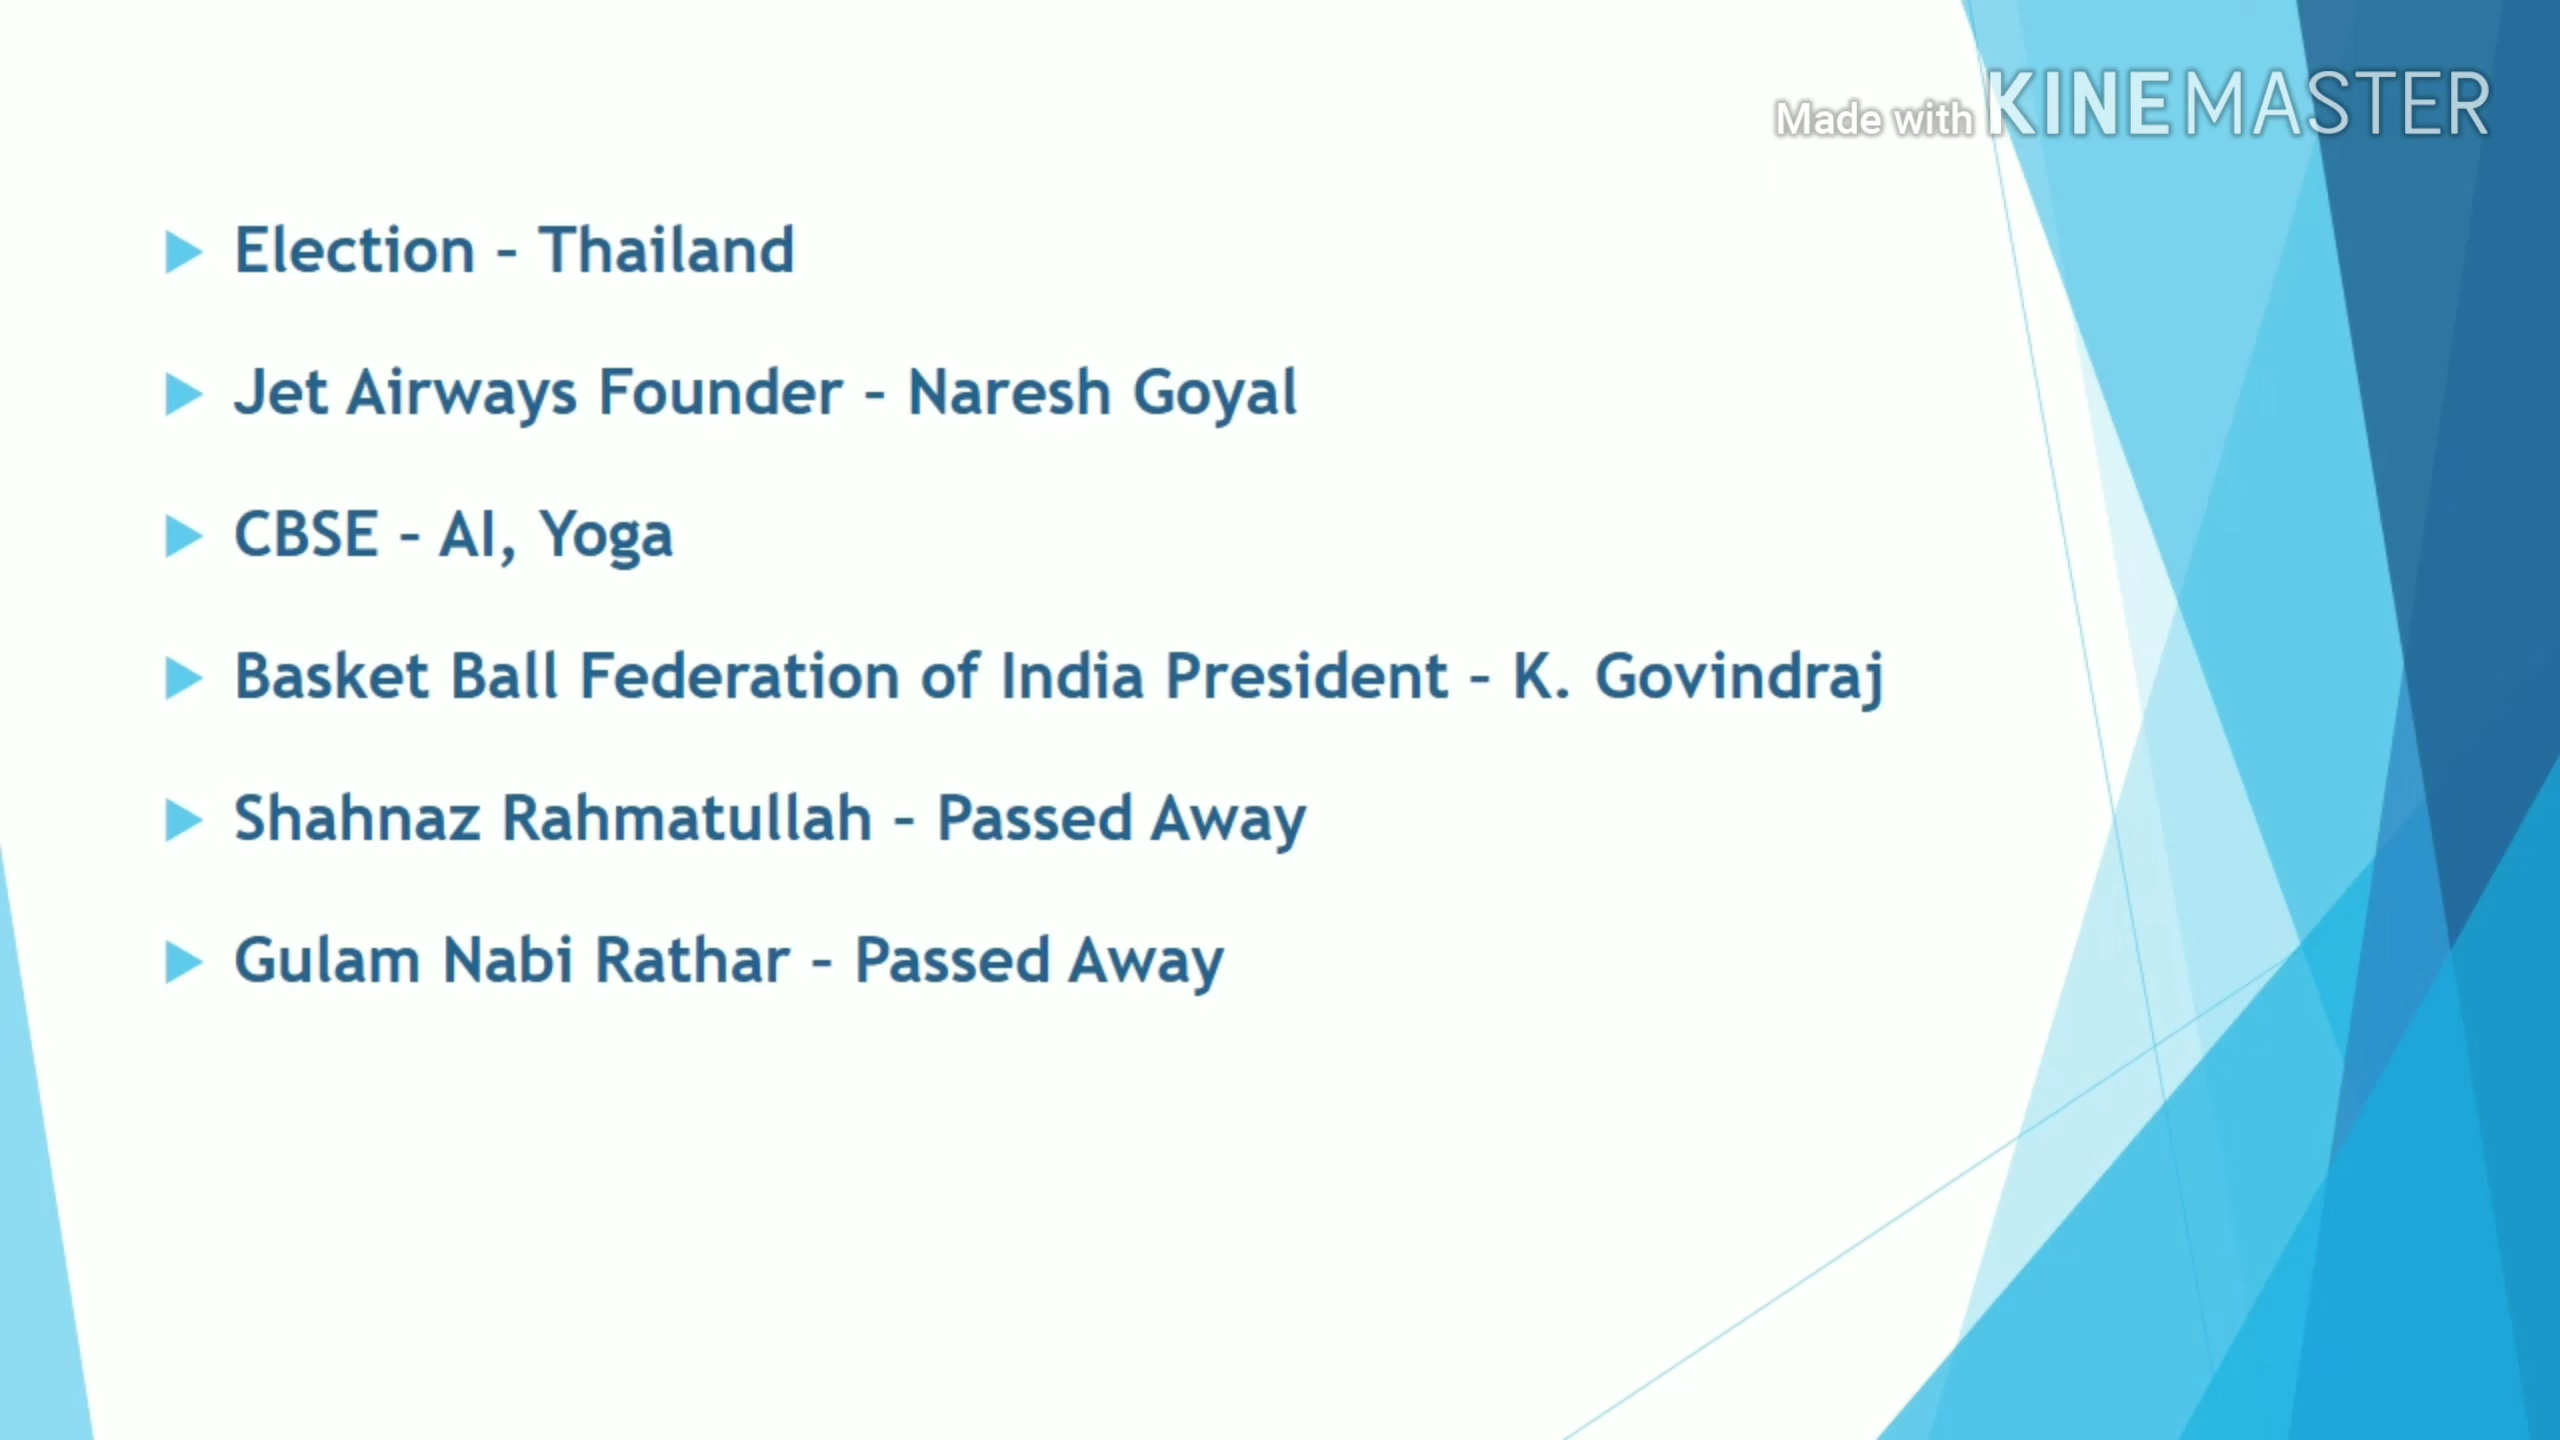 Made with KINEMASTER
Election – Thailand
Jet Airways Founder – Naresh Goyal
CBSE – AI, Yoga
Basket Ball Federation of India President – K. Govindraj
Shahnaz Rahmatullah – Passed Away
Gulam Nabi Rathar – Passed Away